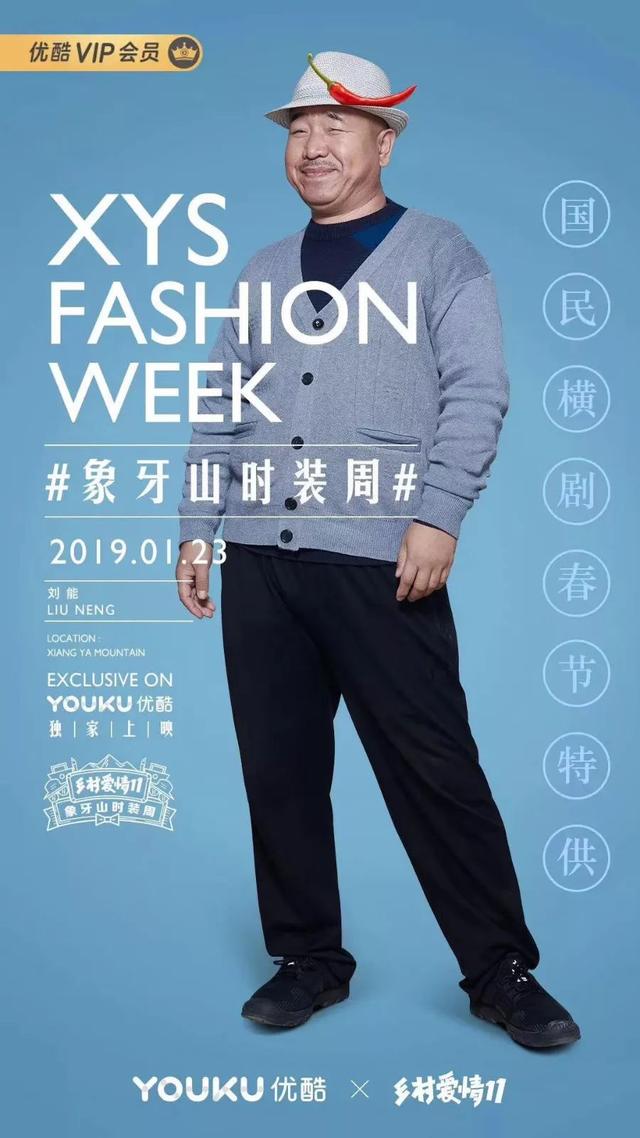 优酷 VIP 会员
XYS
FASHION
WEEK
#象牙山时装周#
2019.01.23
刘能
LIU NENG
LOCATION :
XIANG YA MOUNTAIN
EXCLUSIVE ON
YOUKU 优酷
独|家|上|映
乡村爱情11
象牙山时装周
国民横剧春节特供
YOUKU 优酷 × 乡村爱情11